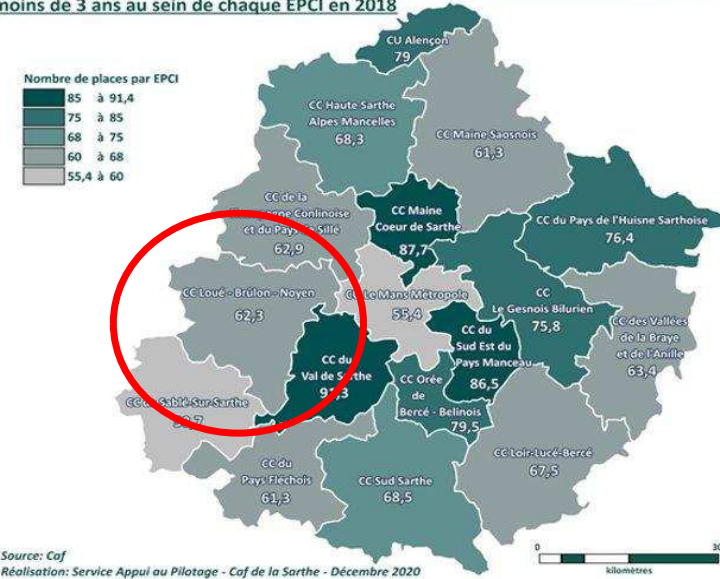 moins de 3 ans au sein de chaque EPCI en 2018
Nombre de places par EPCI
85 à 91,4
75 à 85
68 à 75
60 à 68
55,4 à 60
CU Alençon
79
CC Haute Sarthe
Alpes Mancelles
68,3
CC Maine Saosnois
61,3
CC de la
Conlinoise
et du Pays de Sillé
62,9
CC Maine
Coeur de Sarthe
87,7
CC du Pays de l'Huisne Sarthoise
76,4
CC Loué - Brûlon - Noyen
62,3
CU Le Mans Métropole
55,4
CC
Le Gesnois Bilurien
75,8
CC des Vallées
de la Braye
et de l'Anille
63,4
CC du
Sud Est du
Pays Manceau
86,5
CC du
Val de Sarthe
CC Orée
de
Bercé - Belinois
79,5
CC de Sablé-Sur-Sarthe
CC du
Pays Fléchois
61,3
CC Sud Sarthe
68,5
CC Loir-Lucé-Bercé
67,5
Source: Caf
Réalisation: Service Appui au Pilotage - Caf de la Sarthe - Décembre 2020
0
30
kilomètres